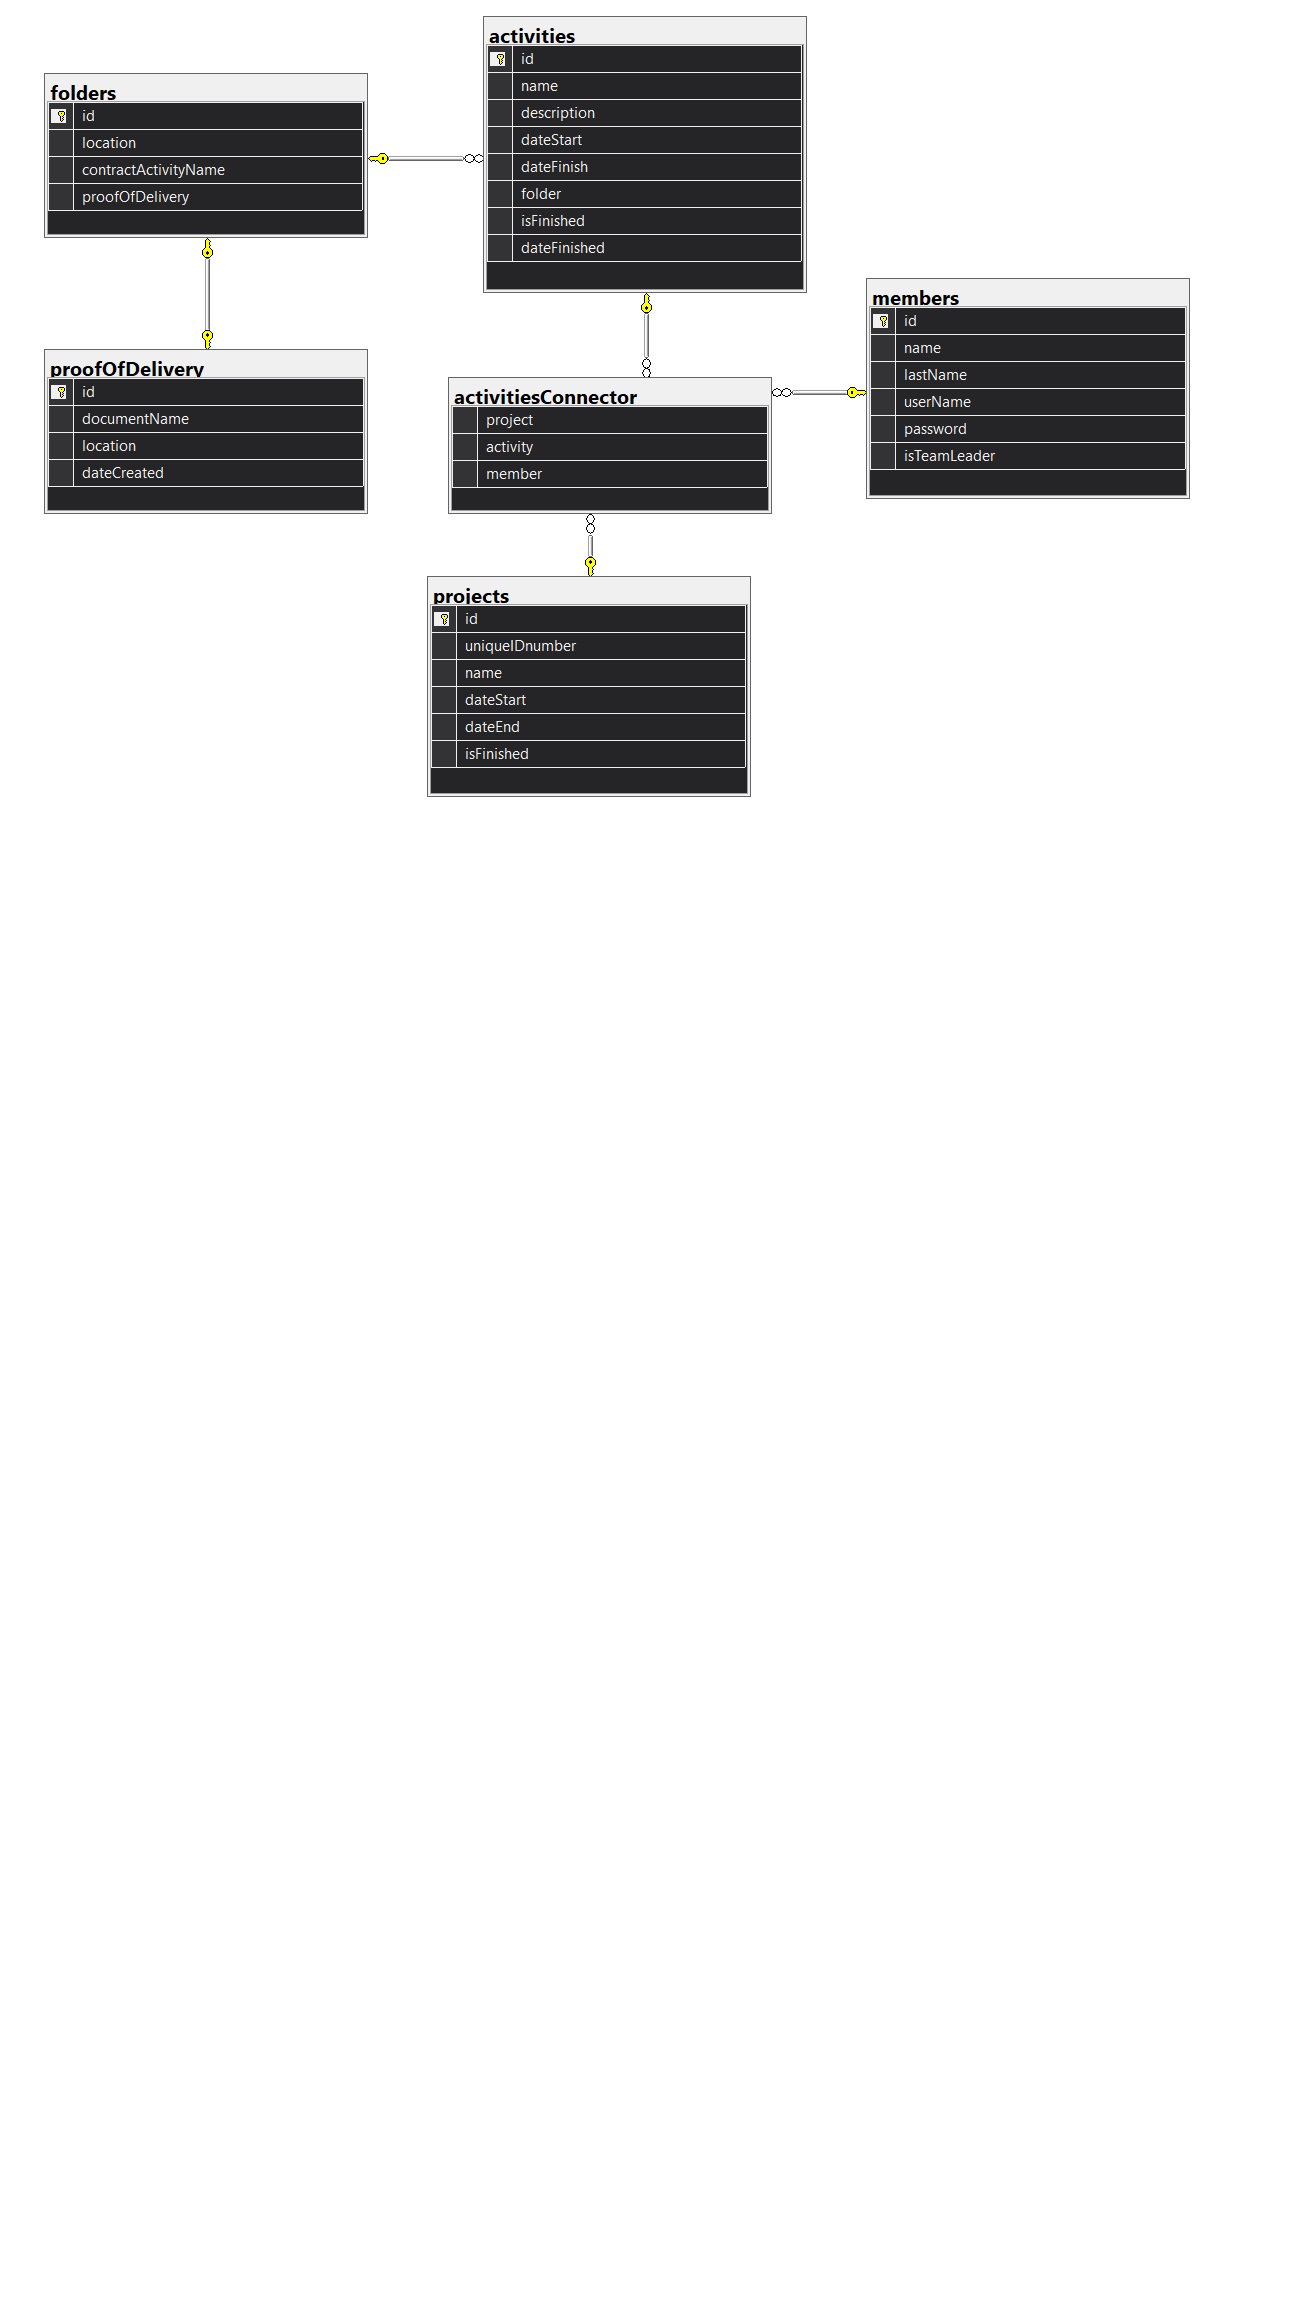 activities
id
name
description
dateStart
dateFinish
folder
isFinished
dateFinished
folders
id
location
contractActivityName
proofOfDelivery
members
id
name
lastName
userName
password
isTeamLeader
proofOfDelivery
id
documentName
location
dateCreated
activitiesConnector
project
activity
member
projects
id
uniqueIDnumber
name
dateStart
dateEnd
isFinished